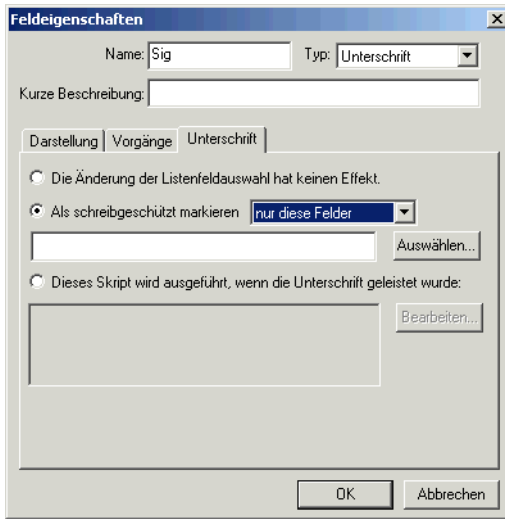 Feldeigenschaften
Name: Sig Typ: Unterschrift
Kurze Beschreibung:
Darstellung Vorgänge Unterschrift
Die Änderung der Listenfeldauswahl hat keinen Effekt.
Als schreibgeschützt markieren nur diese Felder
Auswählen...
Dieses Skript wird ausgeführt, wenn die Unterschrift geleistet wurde:
Bearbeiten...
OK Abbrechen